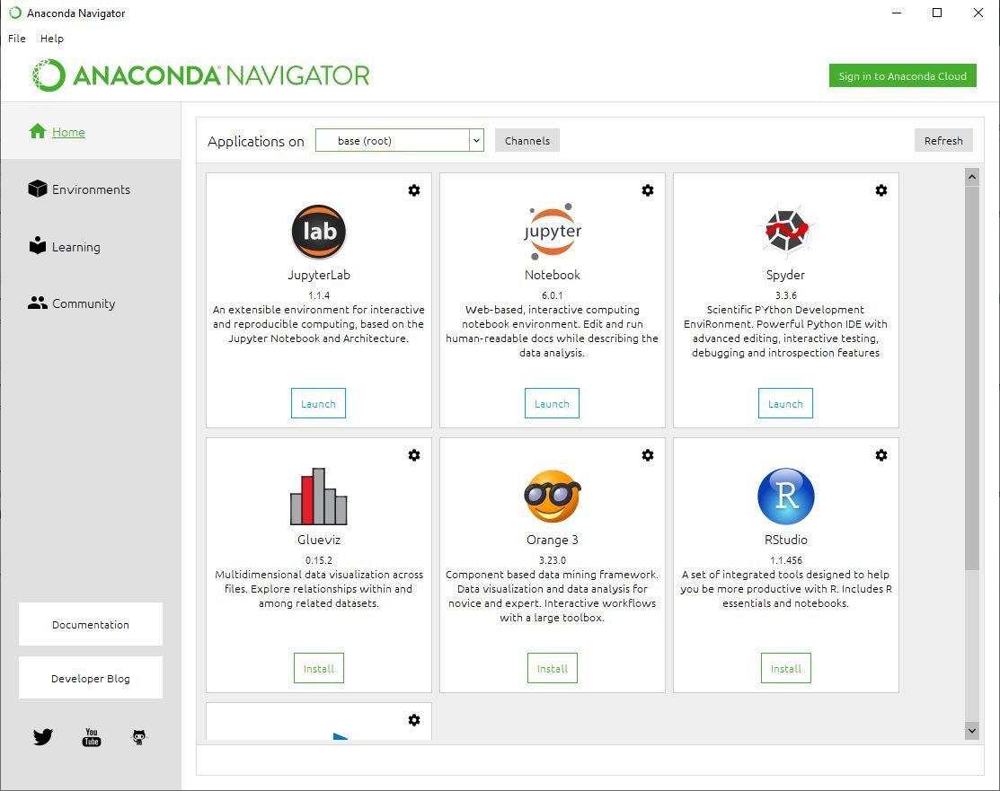 Anaconda Navigator
File Help
ANACONDA NAVIGATOR
Sign in to Anaconda Cloud
Home
Environments
Learning
Community
Documentation
Developer Blog
You
Tube
Applications on
base (root)
Channels
Refresh
lab
JupyterLab
1.1.4
An extensible environment for interactive
and reproducible computing, based on the
Jupyter Notebook and Architecture.
Launch
jupyter
Notebook
6.0.1
Web-based, interactive computing
notebook environment. Edit and run
human-readable docs while describing the
data analysis.
Launch
Spyder
3.3.6
Scientific PYthon Development
EnviRonment. Powerful Python IDE with
advanced editing, interactive testing,
debugging and introspection features
Launch
Glueviz
0.15.2
Multidimensional data visualization across
files. Explore relationships within and
among related datasets.
Install
Orange 3
3.23.0
Component based data mining framework.
Data visualization and data analysis for
novice and expert. Interactive workflows
with a large toolbox.
Install
R
RStudio
1.1.456
A set of integrated tools designed to help
you be more productive with R. Includes R
essentials and notebooks.
Install